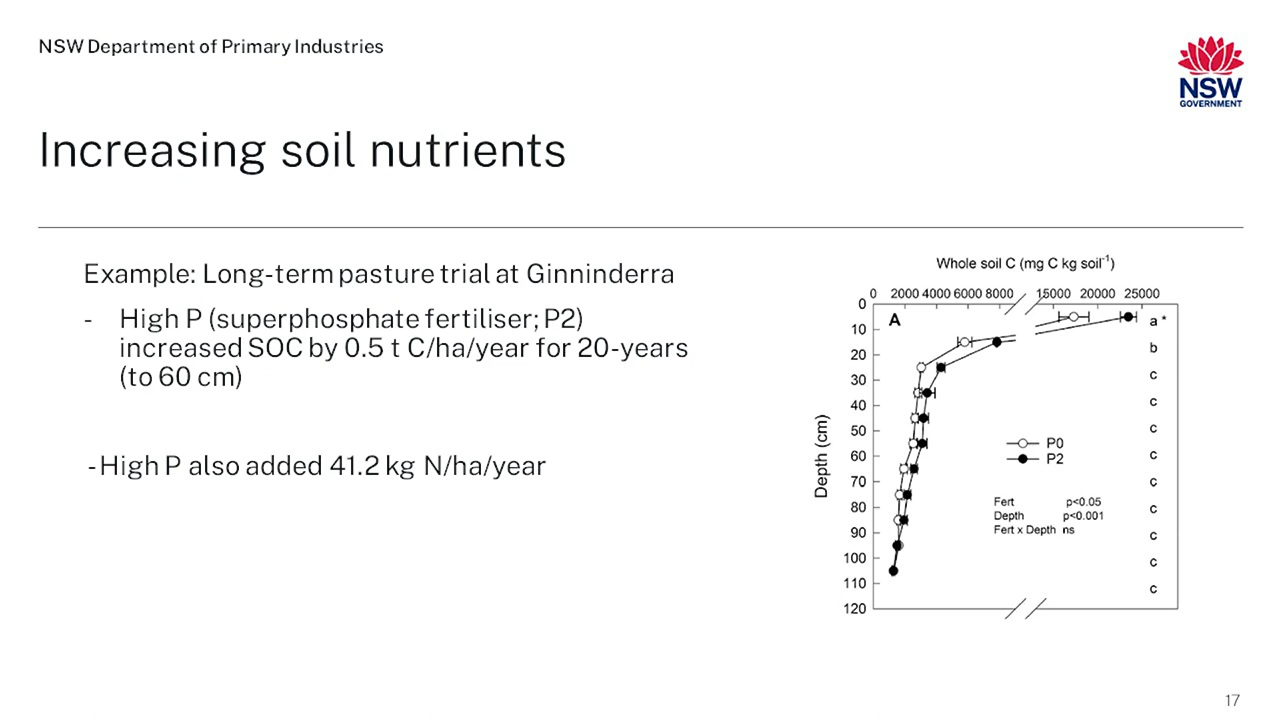 NSW Department of Primary Industries
NSW
GOVERNMENT
Increasing soil nutrients
Example: Long-term pasture trial at Ginninderra
- High P (superphosphate fertiliser; P2)
increased SOC by 0.5 t C/ha/year for 20-years
(to 60 cm)
- High P also added 41.2 kg N/ha/year
Whole soil C (mg C kg soil⁻¹)
0 2000 4000 6000 8000 15000 20000 25000
Depth (cm)
0
10
20
30
40
50
60
70
80
90
100
110
120
A
a *
b
c
c
c
c
c
c
c
c
c
P0
P2
Fert p<0.05
Depth p<0.001
Fert x Depth ns
17